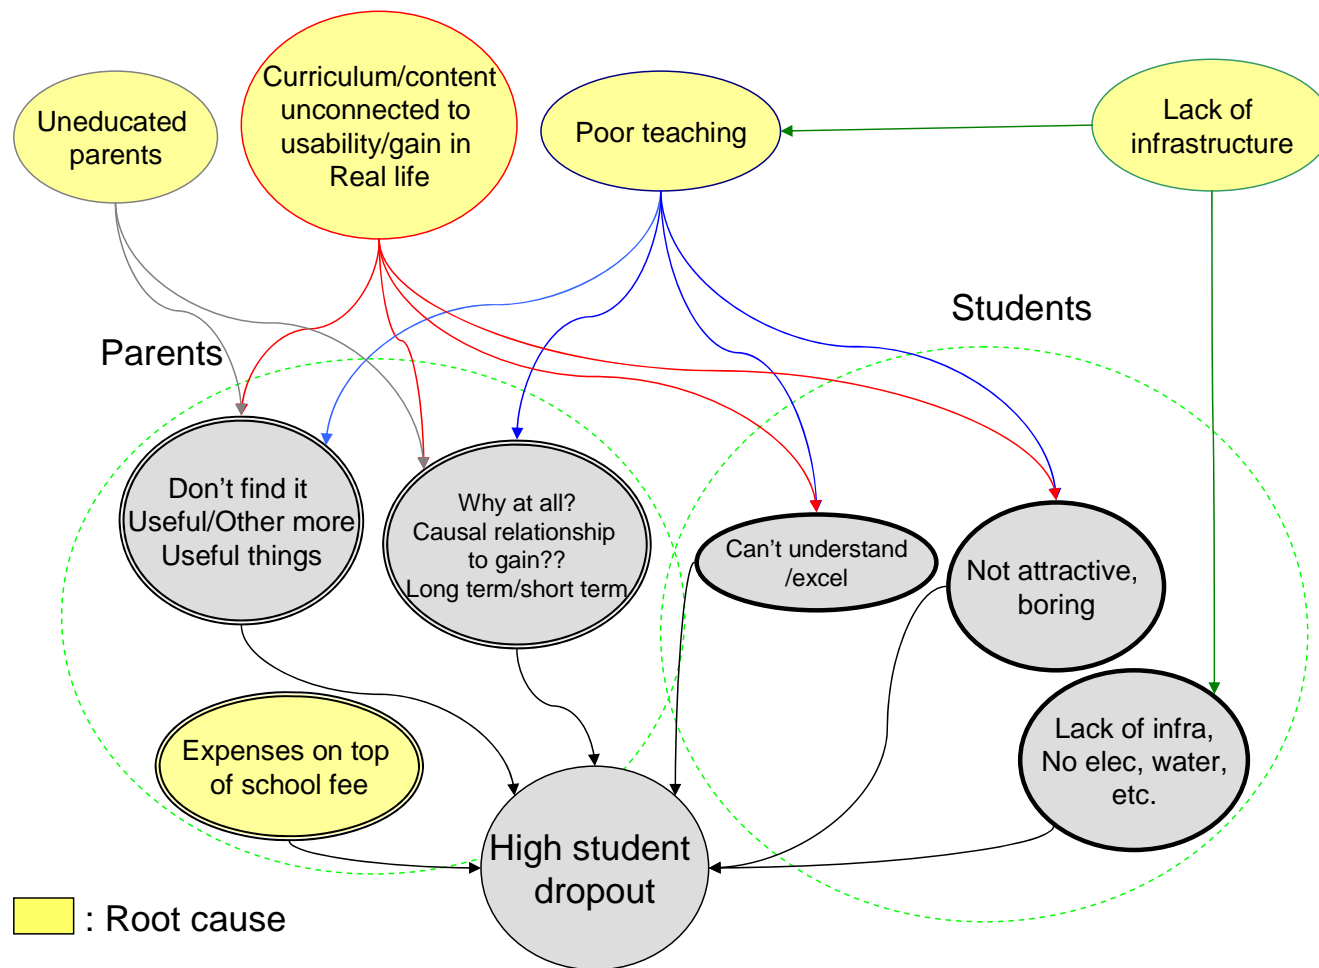 Uneducated
parents
Curriculum/content
unconnected to
usability/gain in
Real life
Poor teaching
Lack of
infrastructure
Parents
Students
Don't find it
Useful/Other more
Useful things
Why at all?
Causal relationship
to gain??
Long term/short term
Can't understand
/excel
Not attractive,
boring
Expenses on top
of school fee
Lack of infra,
No elec, water,
etc.
High student
dropout
: Root cause